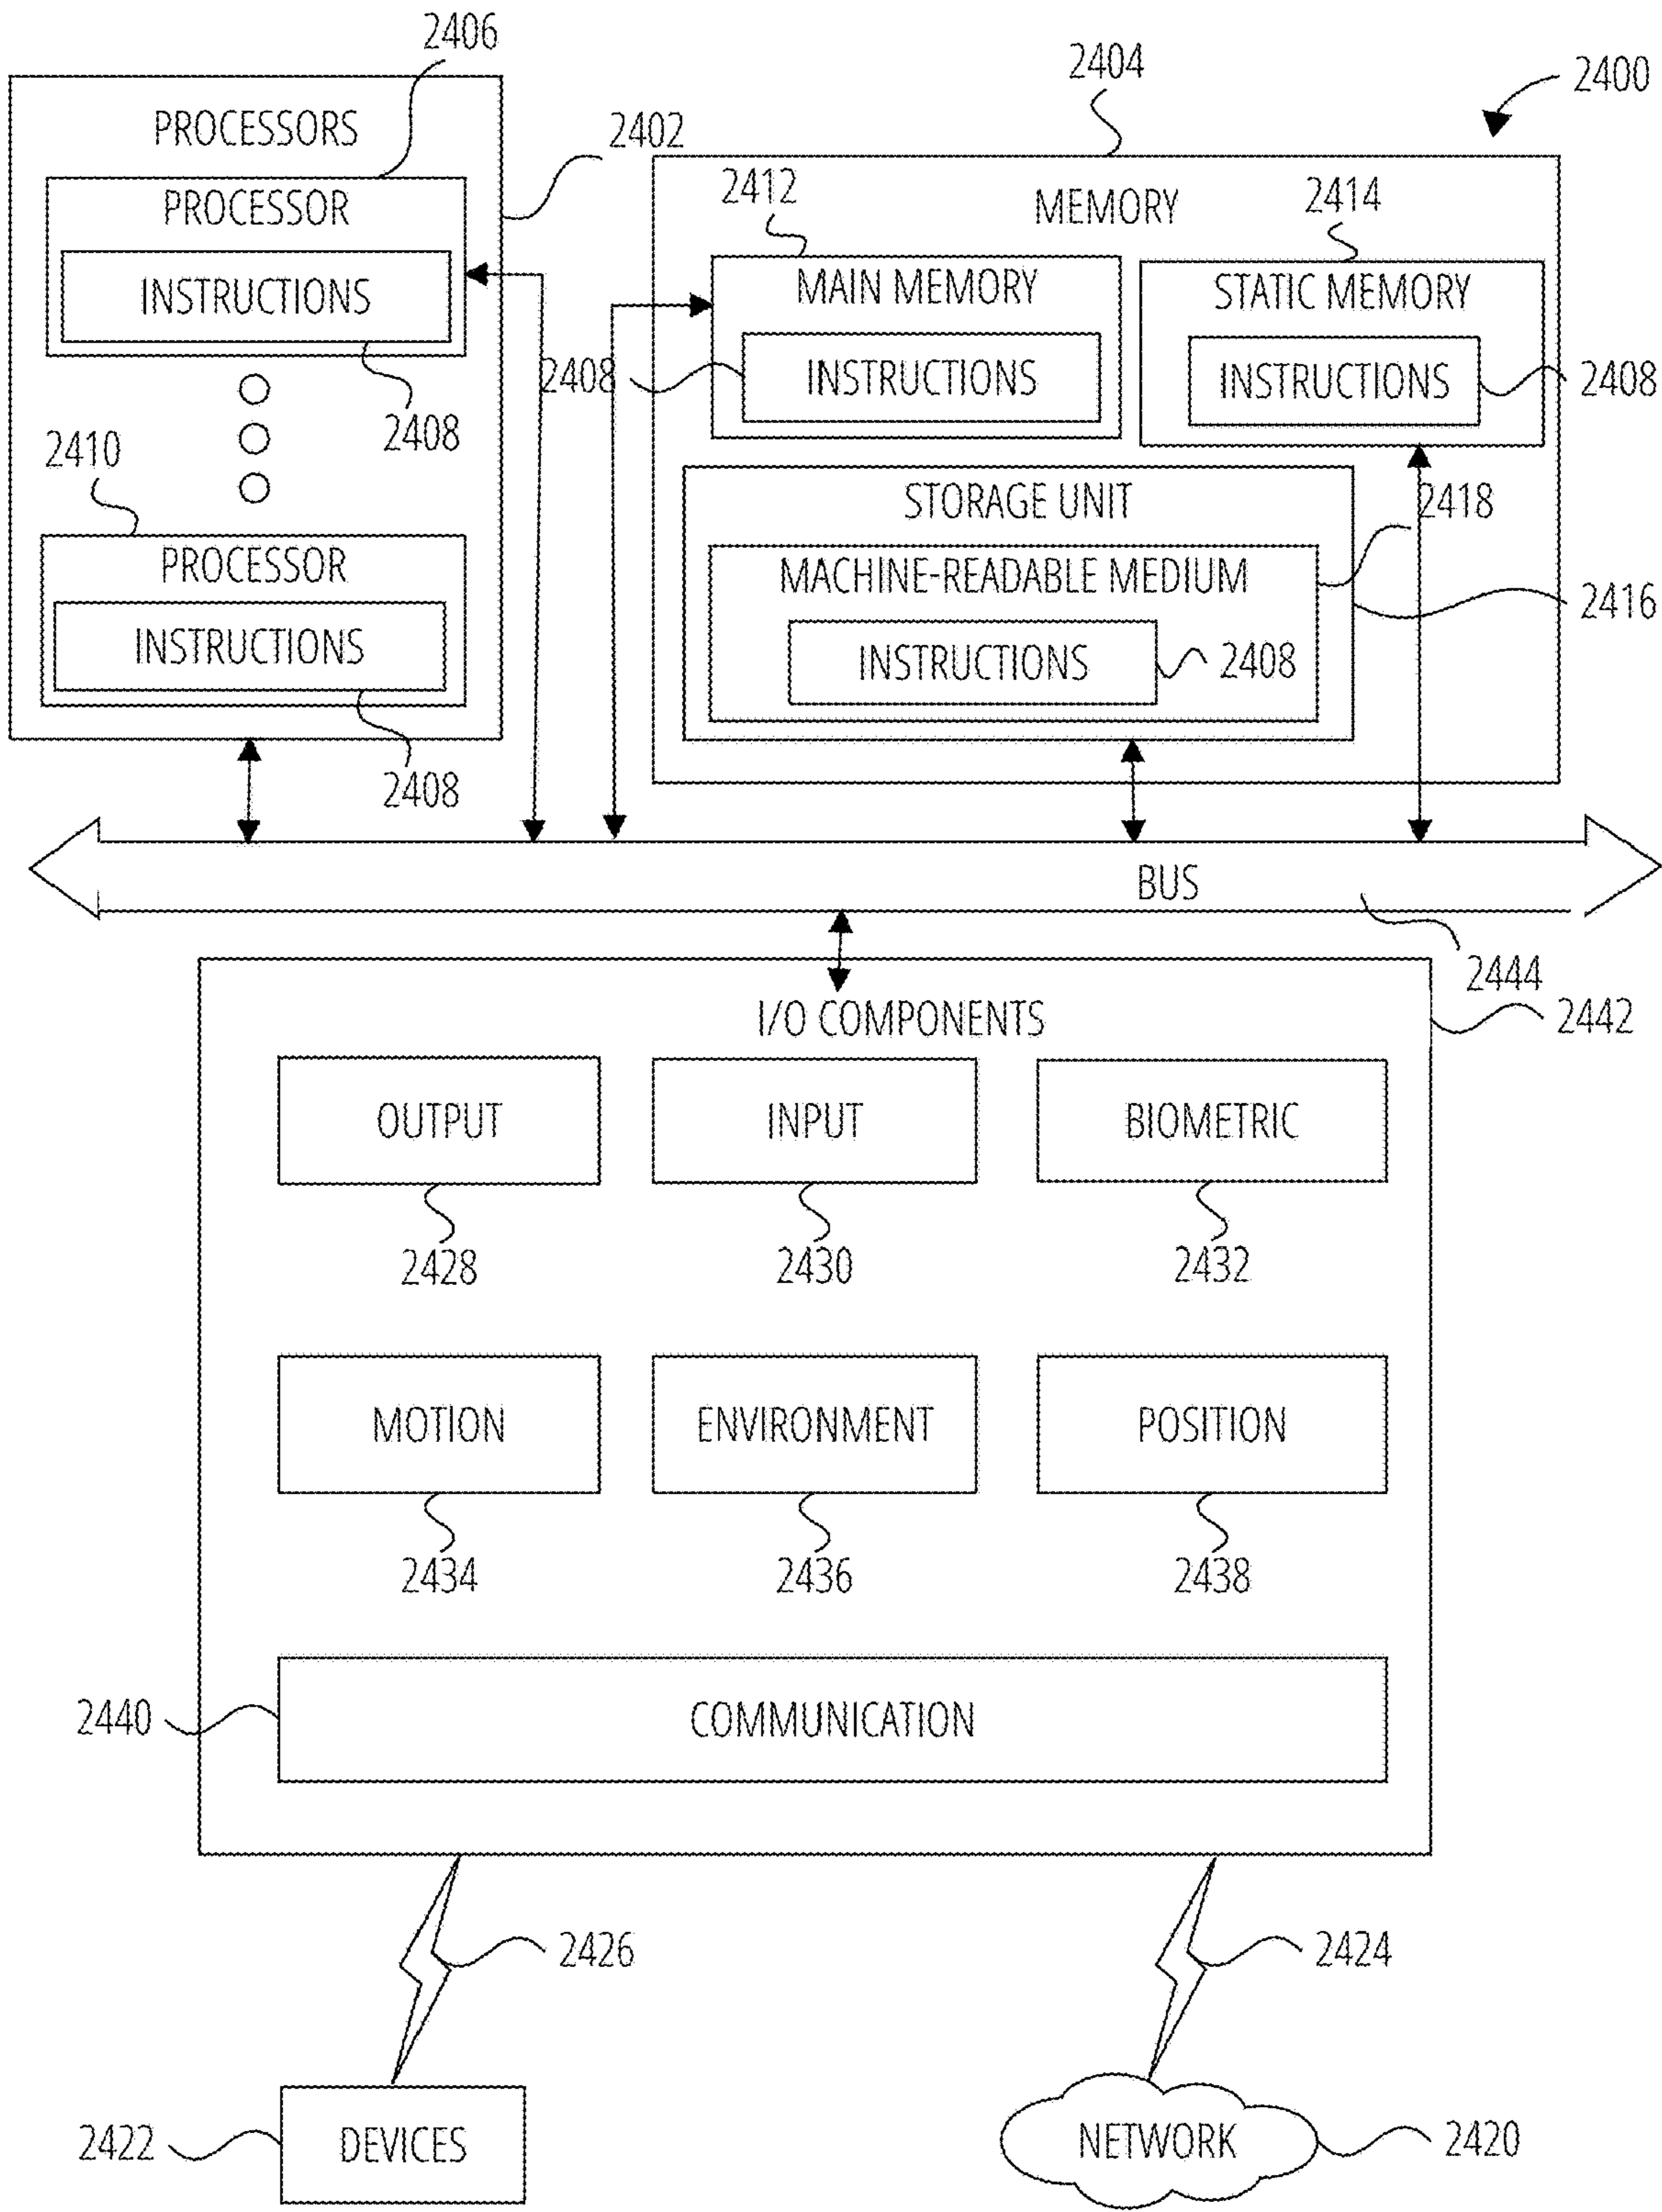 2406
2404
2400
PROCESSORS
2402
PROCESSOR
INSTRUCTIONS
2408
2410
PROCESSOR
INSTRUCTIONS
2408
MEMORY
2412
MAIN MEMORY
2408
INSTRUCTIONS
2414
STATIC MEMORY
INSTRUCTIONS
2408
STORAGE UNIT
2418
MACHINE-READABLE MEDIUM
2416
INSTRUCTIONS
2408
BUS
2444
I/O COMPONENTS
2442
OUTPUT
INPUT
BIOMETRIC
2428
2430
2432
MOTION
ENVIRONMENT
POSITION
2434
2436
2438
2440
COMMUNICATION
2426
2424
2422
DEVICES
NETWORK
2420